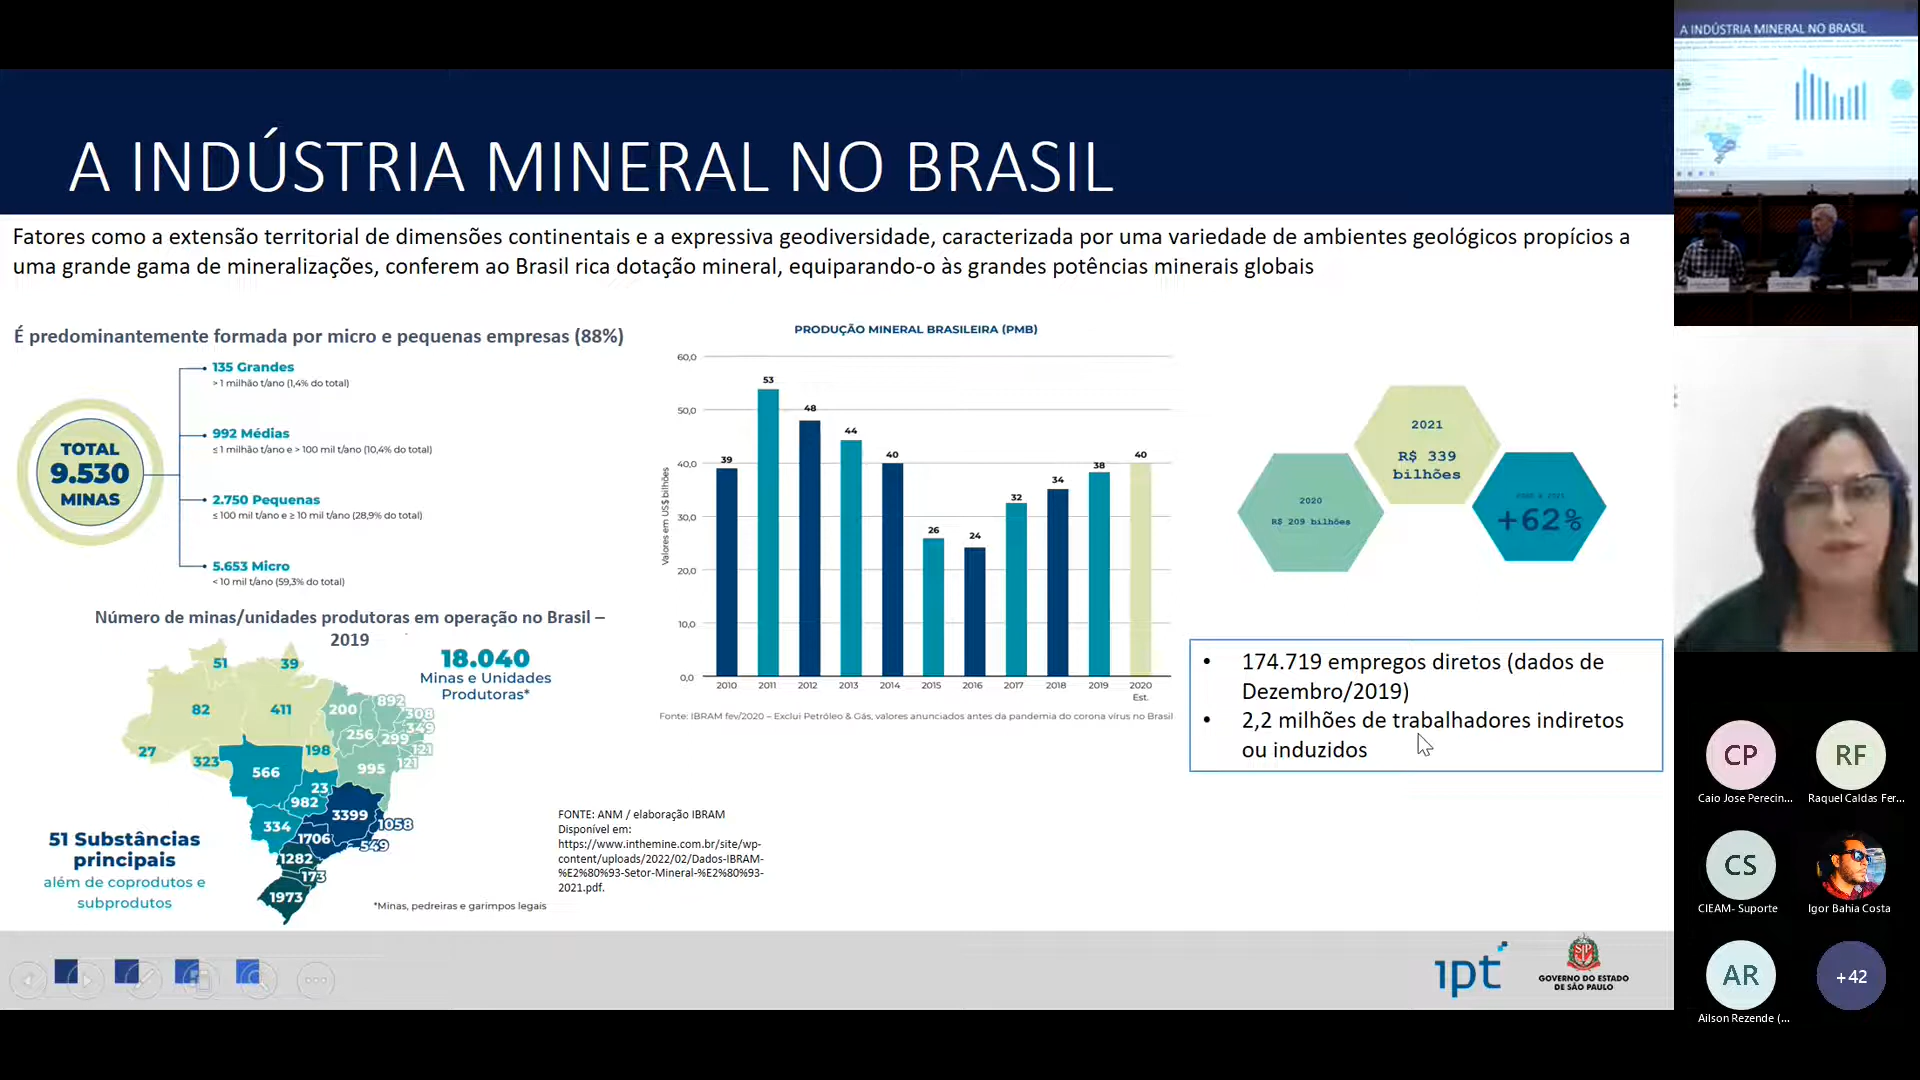 A INDÚSTRIA MINERAL NO BRASIL
Fatores como a extensão territorial de dimensões continentais e a expressiva geodiversidade, caracterizada por uma variedade de ambientes geológicos propícios a
uma grande gama de mineralizações, conferem ao Brasil rica dotação mineral, equiparando-o às grandes potências minerais globais
É predominantemente formada por micro e pequenas empresas (88%)
TOTAL
9.530
MINAS
135 Grandes
> 1 milhão t/ano (1,4% do total)
992 Médias
≤ 1 milhão t/ano e > 100 mil t/ano (10,4% do total)
2.750 Pequenas
≤ 100 mil t/ano e ≥ 10 mil t/ano (28,9% do total)
5.653 Micro
< 10 mil t/ano (59,3% do total)
Número de minas/unidades produtoras em operação no Brasil –
2019
18.040
Minas e Unidades
Produtoras*
51
39
82
411
200
892
308
349
256
299
121
27
323
198
121
566
995
23
982
3399
334
1058
1706
549
1282
173
1973
51 Substâncias
principais
além de coprodutos e
subprodutos
*Minas, pedreiras e garimpos legais
PRODUÇÃO MINERAL BRASILEIRA (PMB)
Valores em US$ bilhões
60,0
50,0
40,0
30,0
20,0
10,0
0,0
39
53
48
44
40
26
24
32
34
38
40
2010 2011 2012 2013 2014 2015 2016 2017 2018 2019 2020
Est.
Fonte: IBRAM fev/2020 – Exclui Petróleo & Gás, valores anunciados antes da pandemia do corona vírus no Brasil
FONTE: ANM / elaboração IBRAM
Disponível em:
https://www.inthemine.com.br/site/wp-
content/uploads/2022/02/Dados-IBRAM-
%E2%80%93-Setor-Mineral-%E2%80%93-
2021.pdf.
2020
R$ 209 bilhões
2021
R$ 339
bilhões
+62%
• 174.719 empregos diretos (dados de
Dezembro/2019)
• 2,2 milhões de trabalhadores indiretos
ou induzidos
ipt
GOVERNO DO ESTADO
DE SÃO PAULO
A INDÚSTRIA MINERAL NO BRASIL
CP
Caio Jose Perecin...
RF
Raquel Caldas Fer...
CS
CIEAM- Suporte
Igor Bahia Costa
AR
Ailson Rezende (...
+42